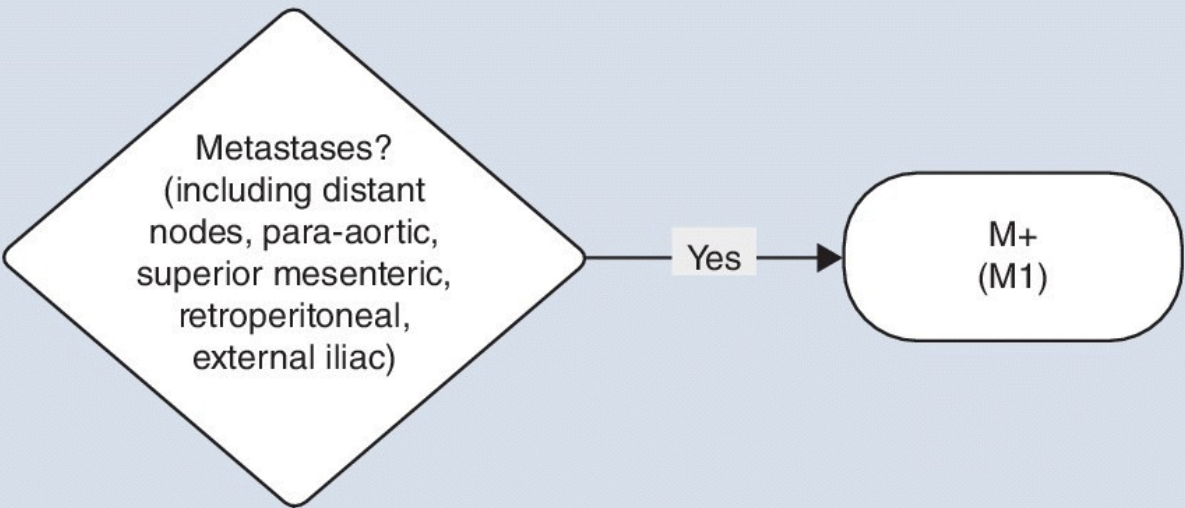 Metastases?
(including distant
nodes, para-aortic,
superior mesenteric,
retroperitoneal,
external iliac)
Yes
M+
(M1)